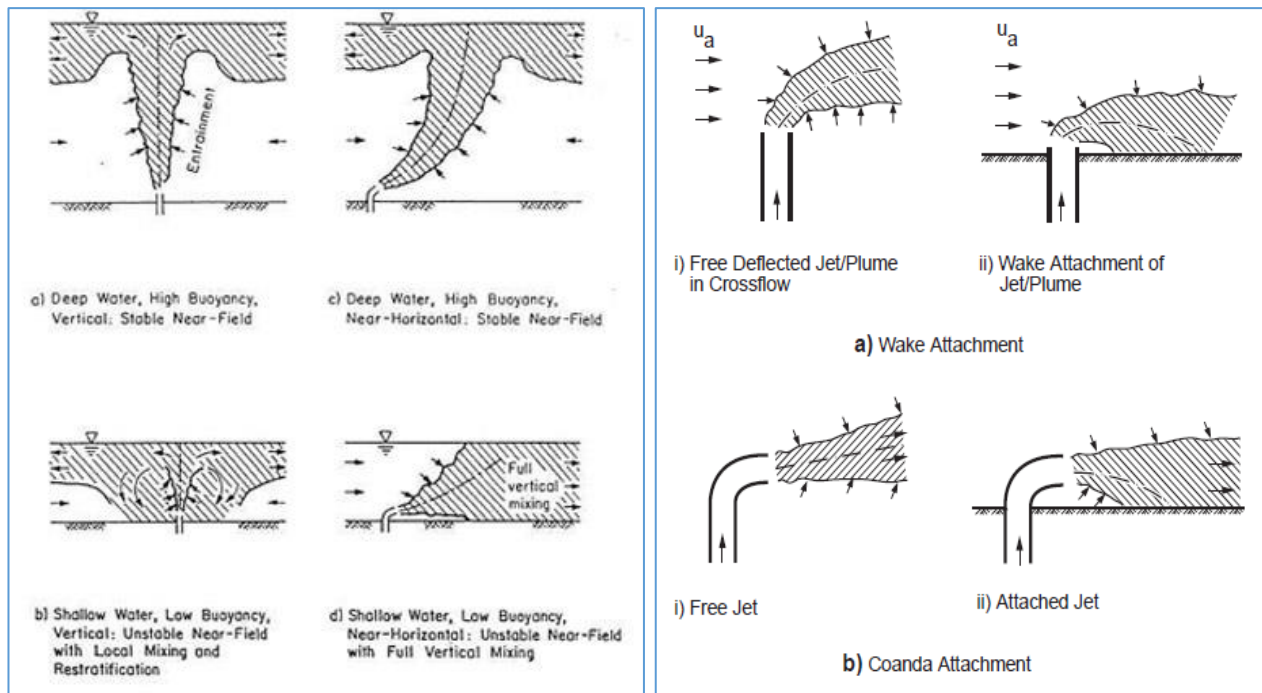 Entrainment
a) Deep Water, High Buoyancy,
Vertical: Stable Near-Field
c) Deep Water, High Buoyancy,
Near-Horizontal: Stable Near-Field
Full
vertical
mixing
b) Shallow Water, Low Buoyancy,
Vertical: Unstable Near-Field
with Local Mixing and
Restratification
d) Shallow Water, Low Buoyancy,
Near-Horizontal: Unstable Near-Field
with Full Vertical Mixing
ua
ua
i) Free Deflected Jet/Plume
in Crossflow
ii) Wake Attachment of
Jet/Plume
a) Wake Attachment
i) Free Jet
ii) Attached Jet
b) Coanda Attachment